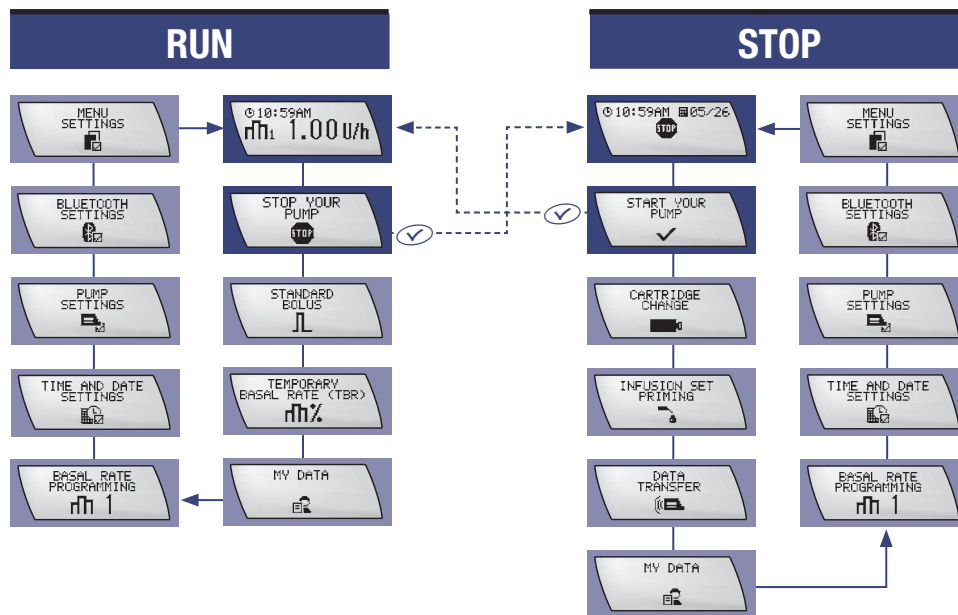 RUN
MENU
SETTINGS
BLUETOOTH
SETTINGS
PUMP
SETTINGS
TIME AND DATE
SETTINGS
BASAL RATE
PROGRAMMING
1
10:59AM
1 1.00U/h
STOP YOUR
PUMP
STOP
STANDARD
BOLUS
TEMPORARY
BASAL RATE (TBR)
%
MY DATA
STOP
10:59AM 05/26
STOP
START YOUR
PUMP
CARTRIDGE
CHANGE
INFUSION SET
PRIMING
DATA
TRANSFER
MY DATA
MENU
SETTINGS
BLUETOOTH
SETTINGS
PUMP
SETTINGS
TIME AND DATE
SETTINGS
BASAL RATE
PROGRAMMING
1